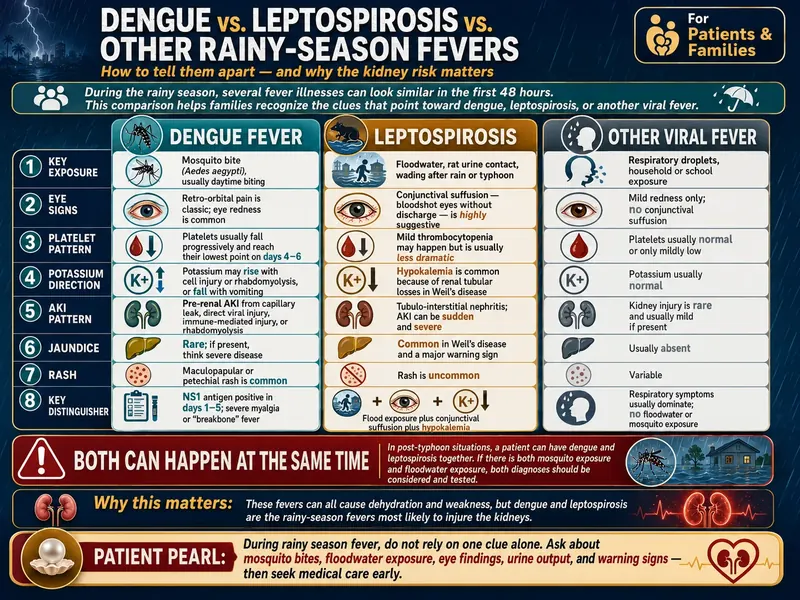 DENGUE VS. LEPTOSPIROSIS VS.
OTHER RAINY-SEASON FEVERS
How to tell them apart — and why the kidney risk matters
For
Patients &
Families
During the rainy season, several fever illnesses can look similar in the first 48 hours.
This comparison helps families recognize the clues that point toward dengue, leptospirosis, or another viral fever.
DENGUE FEVER
LEPTOSPIROSIS
OTHER VIRAL FEVER
1 KEY
EXPOSURE
Mosquito bite
(Aedes aegypti),
usually daytime biting
Floodwater, rat urine contact,
wading after rain or typhoon
Respiratory droplets,
household or school
exposure
2 EYE
SIGNS
Retro-orbital pain is
classic; eye redness
is common
Conjunctival suffusion —
bloodshot eyes without
discharge — is highly
suggestive
Mild redness only;
no conjunctival
suffusion
3 PLATELET
PATTERN
Platelets usually fall
progressively and reach
their lowest point on days 4–6
Mild thrombocytopenia
may happen but is usually
less dramatic
Platelets usually normal
or only mildly low
4 POTASSIUM
DIRECTION
K+
Potassium may rise with
cell injury or rhabdomyolysis,
or fall with vomiting
K+
Hypokalemia is common
because of renal tubular
losses in Weil's disease
K+
Potassium usually
normal
5 AKI
PATTERN
Pre-renal AKI from capillary
leak, direct viral injury,
immune-mediated injury, or
rhabdomyolysis
Tubulo-interstitial nephritis;
AKI can be sudden
and severe
Kidney injury is rare
and usually mild
if present
6 JAUNDICE
Rare; if present,
think severe disease
Common in Weil's disease
and a major warning sign
Usually absent
7 RASH
Maculopapular or
petechial rash is common
Rash is uncommon
Variable
8 KEY
DISTINGUISHER
NS1 antigen positive in
days 1–5; severe myalgia
or "breakbone" fever
+ + K+
Flood exposure plus conjunctival
suffusion plus hypokalemia
Respiratory symptoms
usually dominate;
no floodwater or
mosquito exposure
BOTH CAN HAPPEN AT THE SAME TIME
In post-typhoon situations, a patient can have dengue and
leptospirosis together. If there is both mosquito exposure
and floodwater exposure, both diagnoses should be
considered and tested.
Why this matters:
These fevers can all cause dehydration and weakness, but dengue and leptospirosis
are the rainy-season fevers most likely to injure the kidneys.
PATIENT PEARL:
During rainy season fever, do not rely on one clue alone. Ask about
mosquito bites, floodwater exposure, eye findings, urine output, and warning signs —
then seek medical care early.